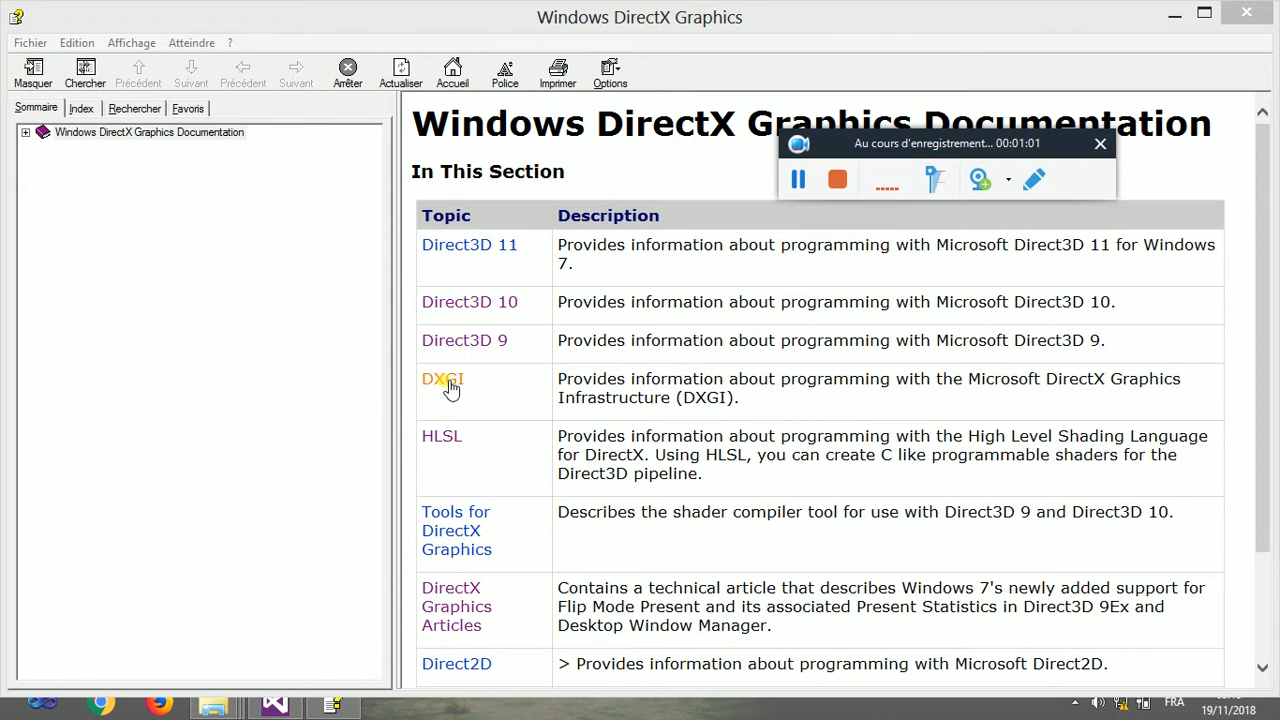 Windows DirectX Graphics
Fichier Edition Affichage Atteindre ?
Masquer Chercher Précédent Suivant Précédent Suivant Arrêter Actualiser Accueil Police Imprimer Options
Sommaire Index Rechercher Favoris
Windows DirectX Graphics Documentation
Windows DirectX Graphics Documentation
Au cours d'enregistrement... 00:01:01
In This Section
Topic Description
Direct3D 11 Provides information about programming with Microsoft Direct3D 11 for Windows
7.
Direct3D 10 Provides information about programming with Microsoft Direct3D 10.
Direct3D 9 Provides information about programming with Microsoft Direct3D 9.
DXGI Provides information about programming with the Microsoft DirectX Graphics
Infrastructure (DXGI).
HLSL Provides information about programming with the High Level Shading Language
for DirectX. Using HLSL, you can create C like programmable shaders for the
Direct3D pipeline.
Tools for Describes the shader compiler tool for use with Direct3D 9 and Direct3D 10.
DirectX
Graphics
DirectX Contains a technical article that describes Windows 7's newly added support for
Graphics Flip Mode Present and its associated Present Statistics in Direct3D 9Ex and
Articles Desktop Window Manager.
Direct2D > Provides information about programming with Microsoft Direct2D.
FRA
19/11/2018